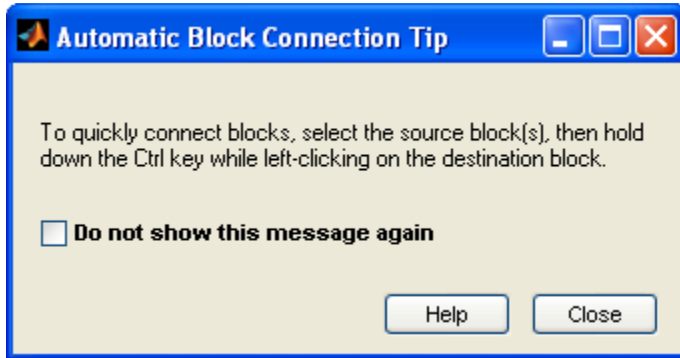 Automatic Block Connection Tip
To quickly connect blocks, select the source block(s), then hold
down the Ctrl key while left-clicking on the destination block.
Do not show this message again
Help Close